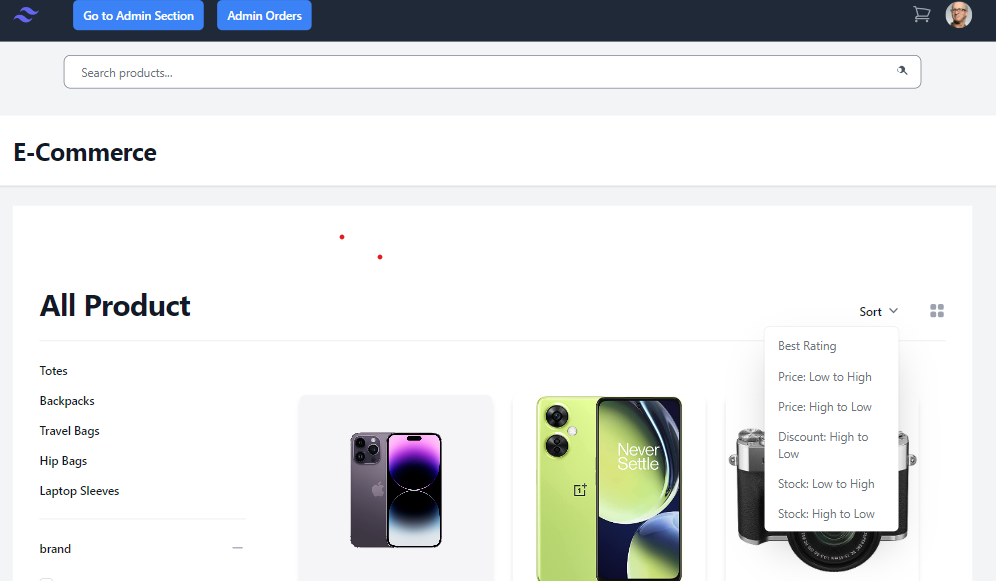 Go to Admin Section
Admin Orders
Search products...
E-Commerce
All Product
Sort
Best Rating
Price: Low to High
Price: High to Low
Discount: High to
Low
Stock: Low to High
Stock: High to Low
Totes
Backpacks
Travel Bags
Hip Bags
Laptop Sleeves
brand
Never
Settle
1+